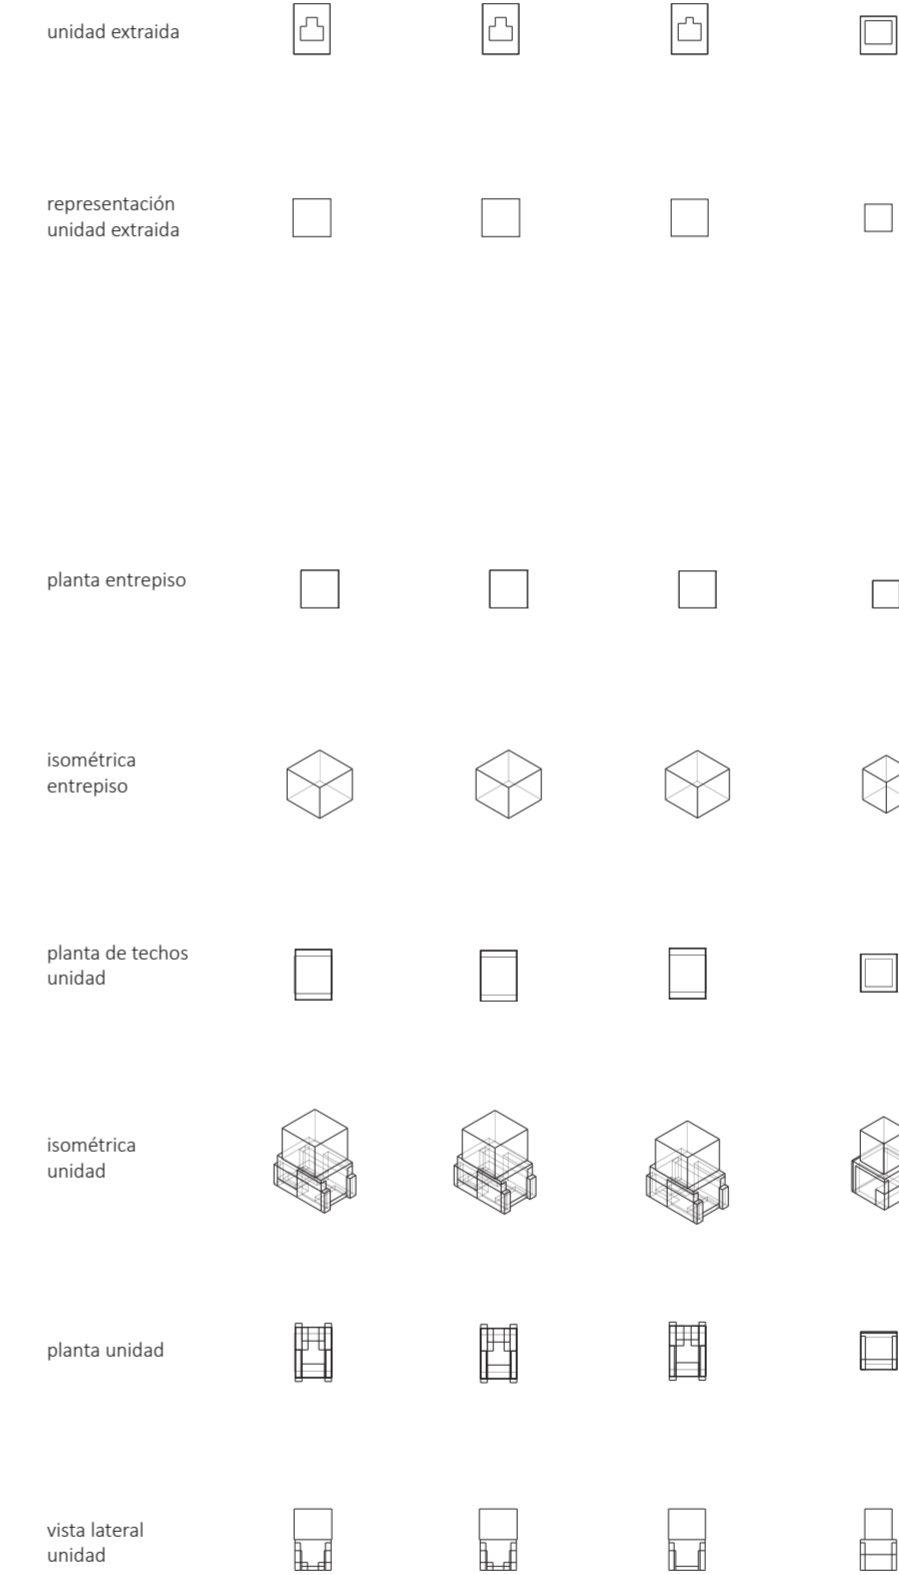 unidad extraida
representación
unidad extraida
planta entrepiso
isométrica
entrepiso
planta de techos
unidad
isométrica
unidad
planta unidad
vista lateral
unidad